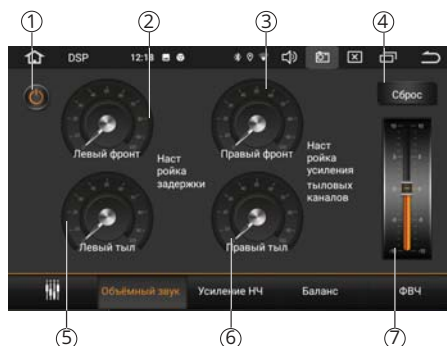 1 2 3 4
DSP 12:18
Сброс
Левый фронт
Правый фронт
Наст
ройка
задержки
Наст
ройка
усиления
тыловых
каналов
Левый тыл
Правый тыл
Объёмный звук Усиление НЧ Баланс ФВЧ
5 6 7